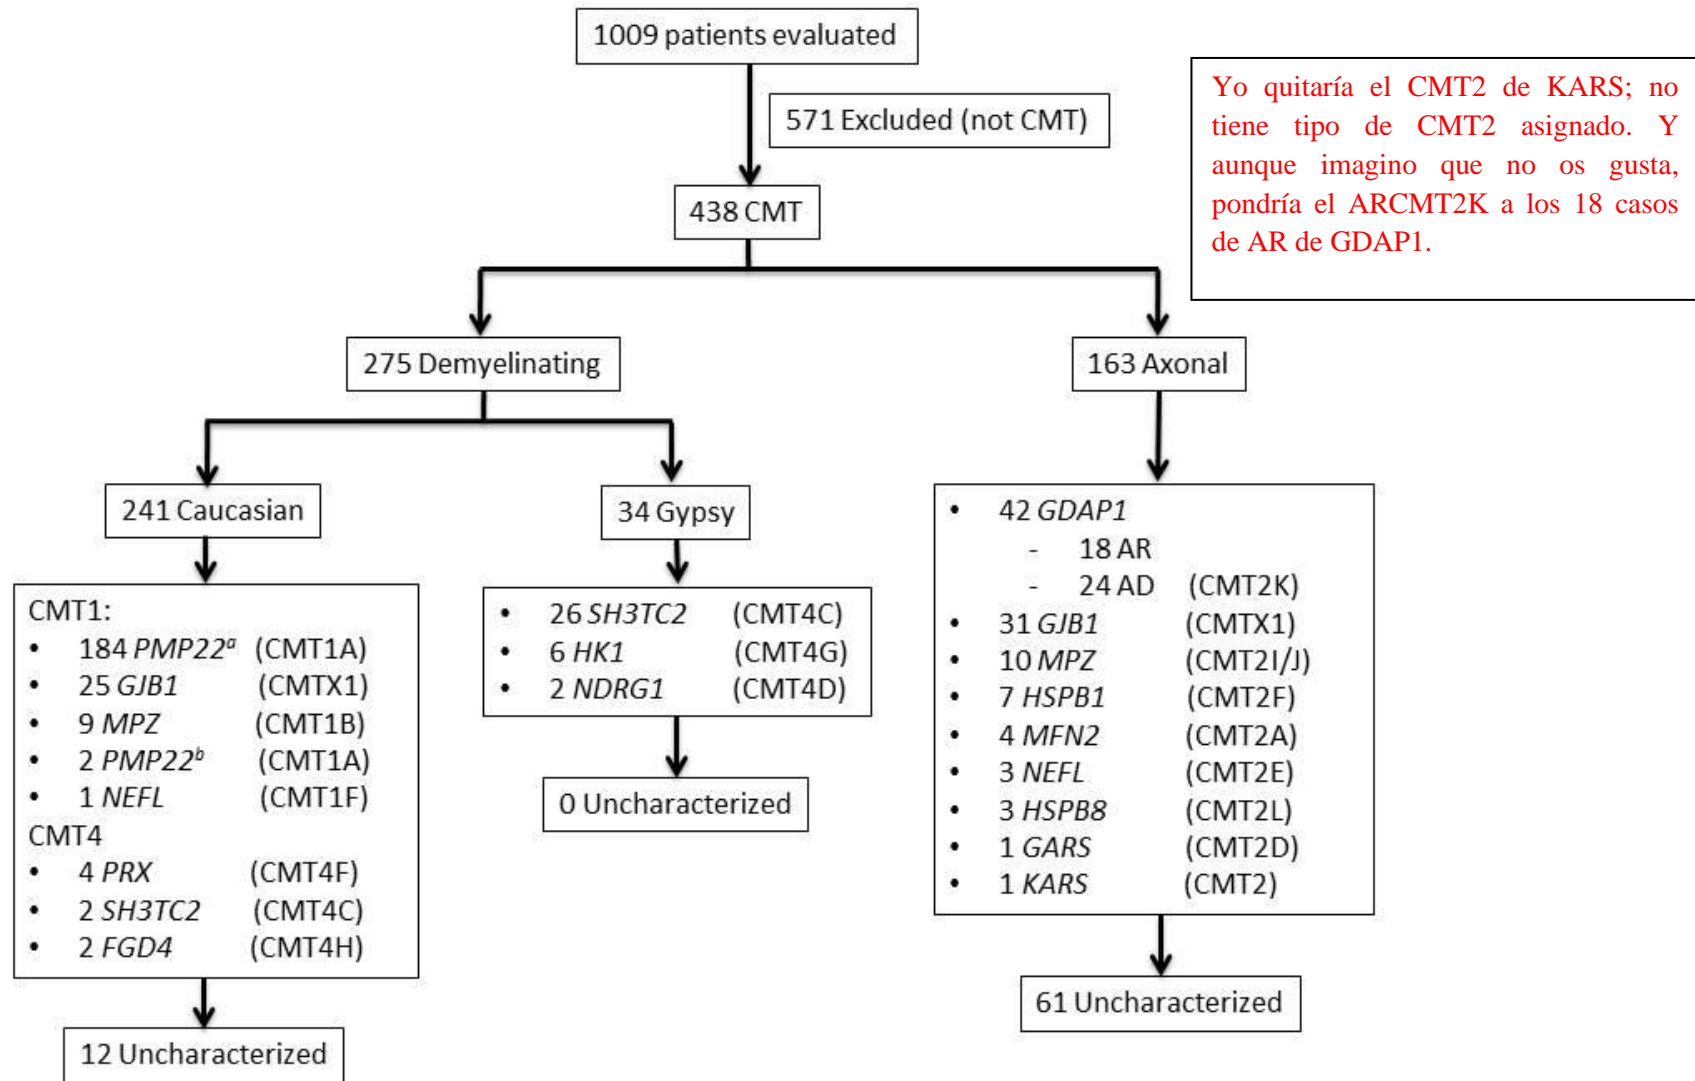 1009 patients evaluated
571 Excluded (not CMT)
Yo quitaría el CMT2 de KARS; no
tiene tipo de CMT2 asignado. Y
aunque imagino que no os gusta,
pondría el ARCMT2K a los 18 casos
de AR de GDAP1.
438 CMT
275 Demyelinating
163 Axonal
241 Caucasian
34 Gypsy
CMT1:
• 184 PMP22ᵃ (CMT1A)
• 25 GJB1 (CMTX1)
• 9 MPZ (CMT1B)
• 2 PMP22ᵇ (CMT1A)
• 1 NEFL (CMT1F)
CMT4
• 4 PRX (CMT4F)
• 2 SH3TC2 (CMT4C)
• 2 FGD4 (CMT4H)
12 Uncharacterized
• 26 SH3TC2 (CMT4C)
• 6 HK1 (CMT4G)
• 2 NDRG1 (CMT4D)
0 Uncharacterized
• 42 GDAP1
- 18 AR
- 24 AD (CMT2K)
• 31 GJB1 (CMTX1)
• 10 MPZ (CMT2I/J)
• 7 HSPB1 (CMT2F)
• 4 MFN2 (CMT2A)
• 3 NEFL (CMT2E)
• 3 HSPB8 (CMT2L)
• 1 GARS (CMT2D)
• 1 KARS (CMT2)
61 Uncharacterized